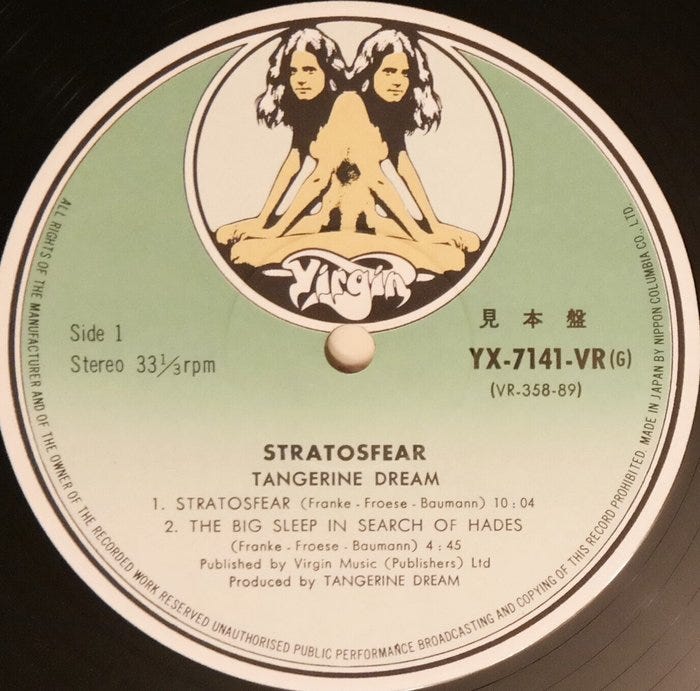 Virgin
見本盤
Side 1
YX-7141-VR(G)
Stereo 33⅓rpm
(VR-358-89)
STRATOSFEAR
TANGERINE DREAM
1. STRATOSFEAR (Franke - Froese - Baumann) 10 : 04
2. THE BIG SLEEP IN SEARCH OF HADES
(Franke - Froese - Baumann) 4 : 45
Published by Virgin Music (Publishers) Ltd
Produced by TANGERINE DREAM
ALL RIGHTS OF THE MANUFACTURER AND OF THE OWNER OF THE RECORDED WORK RESERVED UNAUTHORISED PUBLIC PERFORMANCE BROADCASTING AND COPYING OF THIS RECORD PROHIBITED. MADE IN JAPAN BY NIPPON COLUMBIA CO., LTD.